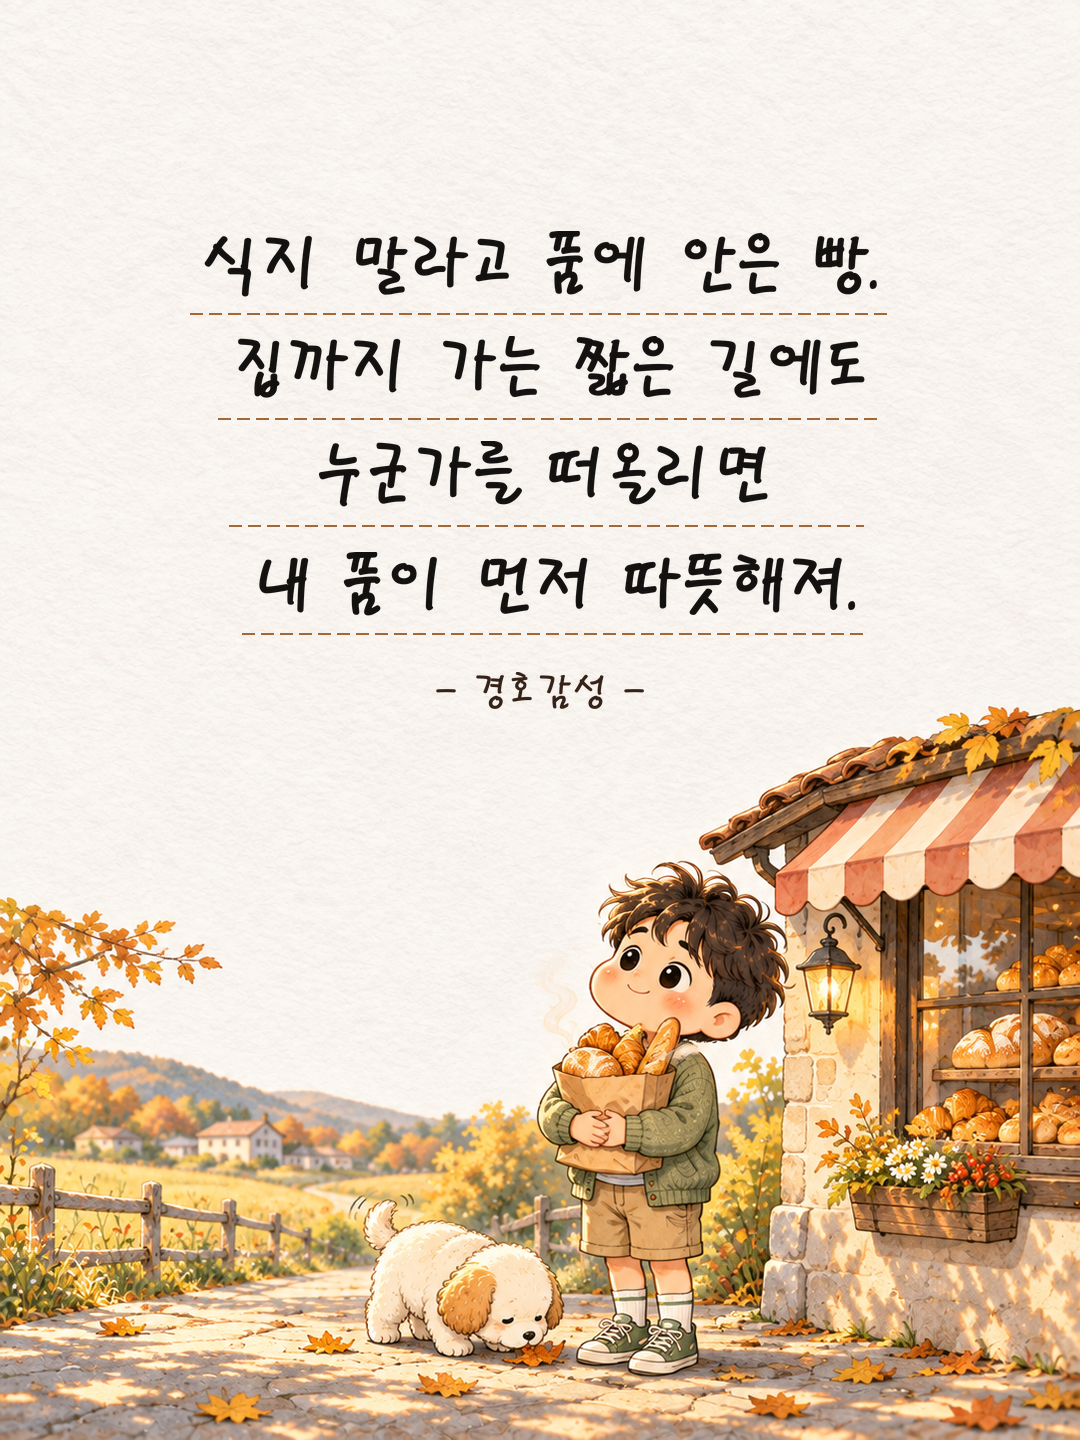 식지 말라고 품에 안은 빵.
집까지 가는 짧은 길에도
누군가를 떠올리면
내 품이 먼저 따뜻해져.
– 경호감성 –